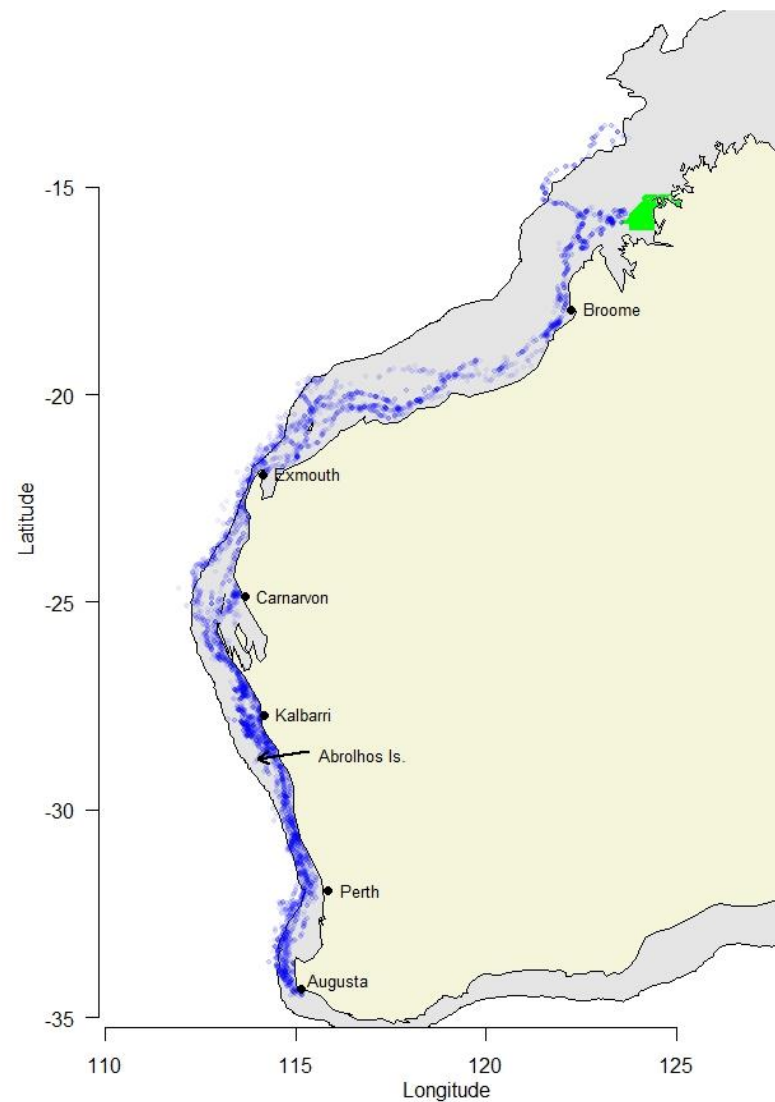 -15
Broome
-20
Exmouth
Latitude
-25
Carnarvon
Kalbarri
Abrolhos Is.
-30
Perth
Augusta
-35
110
115
120
125
Longitude